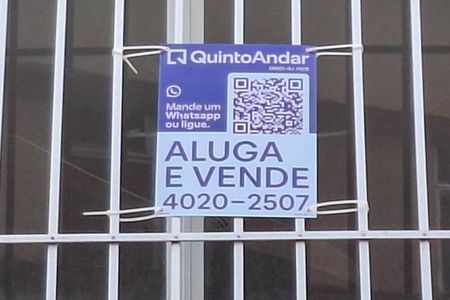 QuintoAndar
Mande um
Whatsapp
ou ligue.
ALUGA
E VENDE
4020-2507